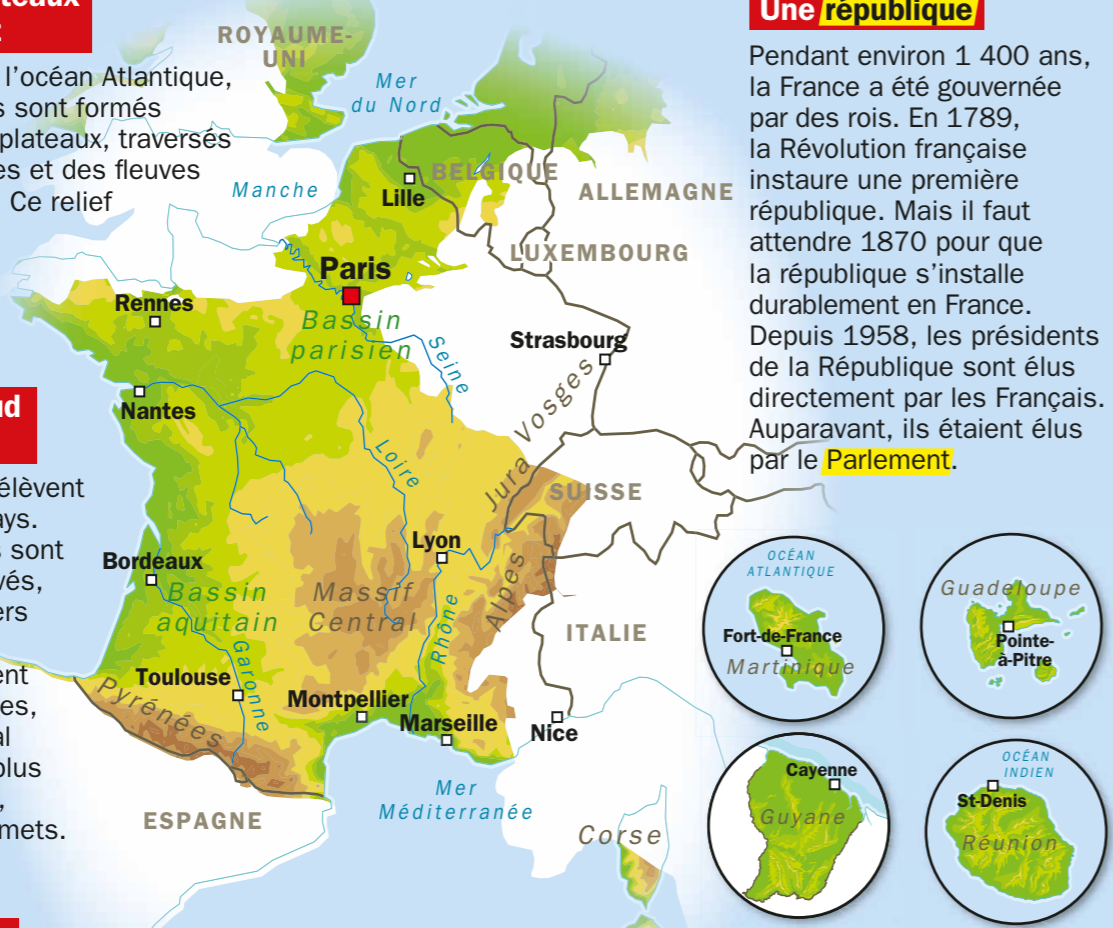 teaux
:
l'océan Atlantique,
s sont formés
plateaux, traversés
es et des fleuves
Ce relief
ud
élèvent
ays.
s sont
vés,
ers
ent
es,
al
plus
,
mets.
Une république
Pendant environ 1 400 ans,
la France a été gouvernée
par des rois. En 1789,
la Révolution française
instaure une première
république. Mais il faut
attendre 1870 pour que
la république s'installe
durablement en France.
Depuis 1958, les présidents
de la République sont élus
directement par les Français.
Auparavant, ils étaient élus
par le Parlement.
ROYAUME-
UNI
Mer
du Nord
Manche
BELGIQUE
Lille
ALLEMAGNE
LUXEMBOURG
Paris
Rennes
Bassin
parisien
Seine
Strasbourg
Vosges
Nantes
Loire
Jura
SUISSE
Lyon
Bordeaux
Bassin
aquitain
Massif
Central
Alpes
Rhône
ITALIE
Garonne
Toulouse
Pyrénées
Montpellier
Marseille
Nice
Mer
Méditerranée
ESPAGNE
Corse
OCÉAN
ATLANTIQUE
Fort-de-France
Martinique
Guadeloupe
Pointe-
à-Pitre
Cayenne
Guyane
OCÉAN
INDIEN
St-Denis
Réunion